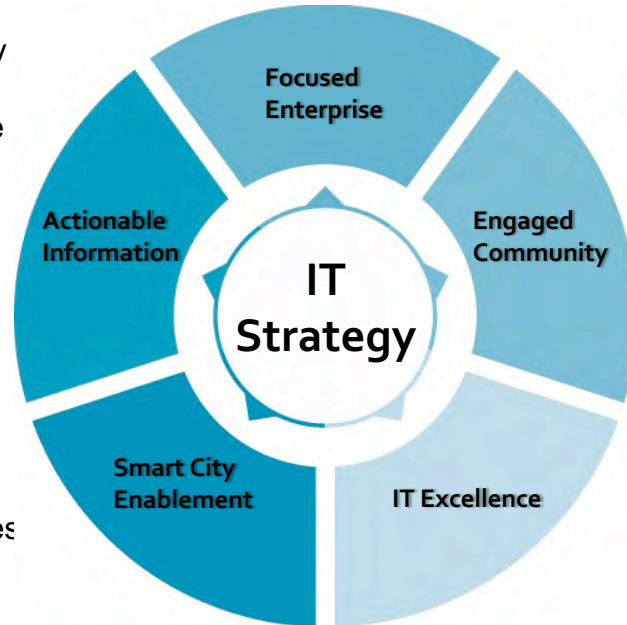 Focused
Enterprise
Actionable
Information
Engaged
Community
IT
Strategy
Smart City
Enablement
IT Excellence